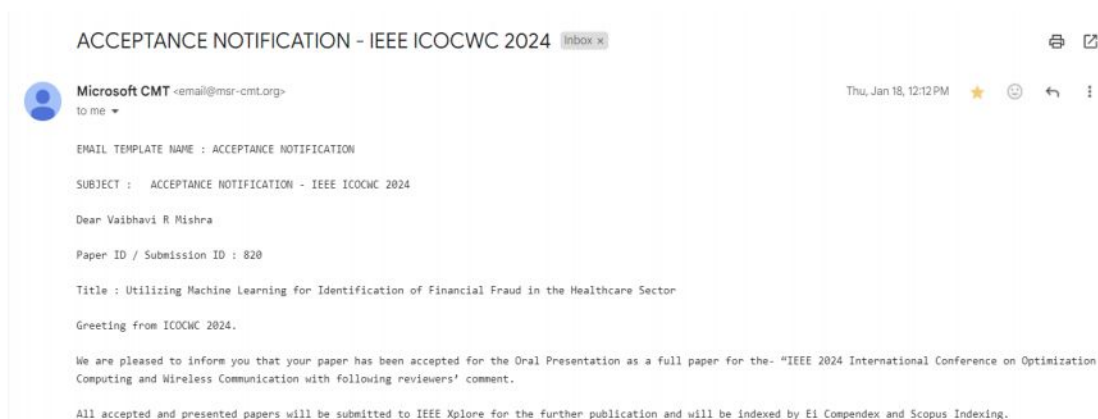 ACCEPTANCE NOTIFICATION - IEEE ICOCWC 2024 Inbox ×
Microsoft CMT <email@msr-cmt.org> Thu, Jan 18, 12:12 PM
to me
EMAIL TEMPLATE NAME : ACCEPTANCE NOTIFICATION
SUBJECT : ACCEPTANCE NOTIFICATION - IEEE ICOCWC 2024
Dear Vaibhavi R Mishra
Paper ID / Submission ID : 820
Title : Utilizing Machine Learning for Identification of Financial Fraud in the Healthcare Sector
Greeting from ICOCWC 2024.
We are pleased to inform you that your paper has been accepted for the Oral Presentation as a full paper for the- “IEEE 2024 International Conference on Optimization
Computing and Wireless Communication with following reviewers’ comment.
All accepted and presented papers will be submitted to IEEE Xplore for the further publication and will be indexed by Ei Compendex and Scopus Indexing.